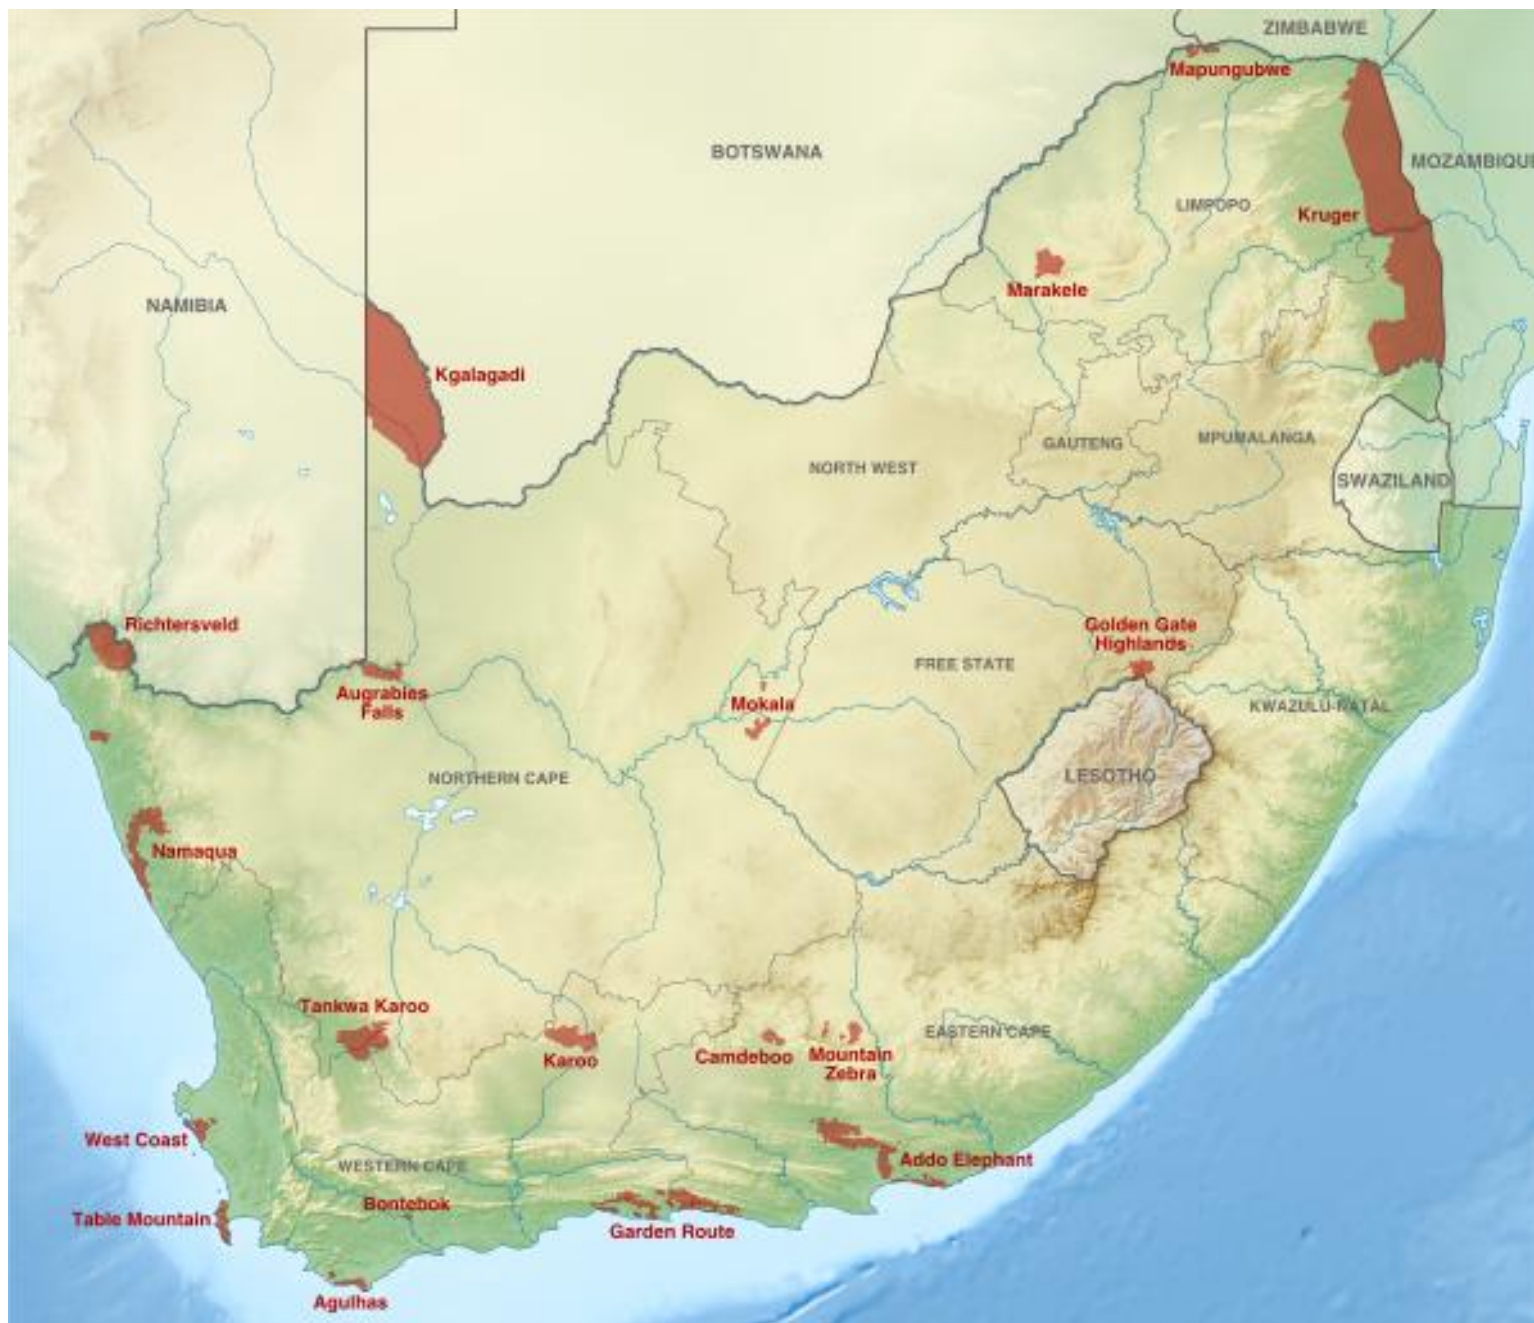 ZIMBABWE
Mapungubwe
BOTSWANA
MOZAMBIQUE
LIMPOPO
Kruger
Marakele
NAMIBIA
Kgalagadi
GAUTENG
MPUMALANGA
NORTH WEST
SWAZILAND
Richtersveld
Golden Gate
Highlands
FREE STATE
Augrabies
Falls
Mokala
KWAZULU-NATAL
NORTHERN CAPE
LESOTHO
Namaqua
Tankwa Karoo
EASTERN CAPE
Karoo
Camdeboo
Mountain
Zebra
West Coast
Addo Elephant
WESTERN CAPE
Bontebok
Table Mountain
Garden Route
Agulhas